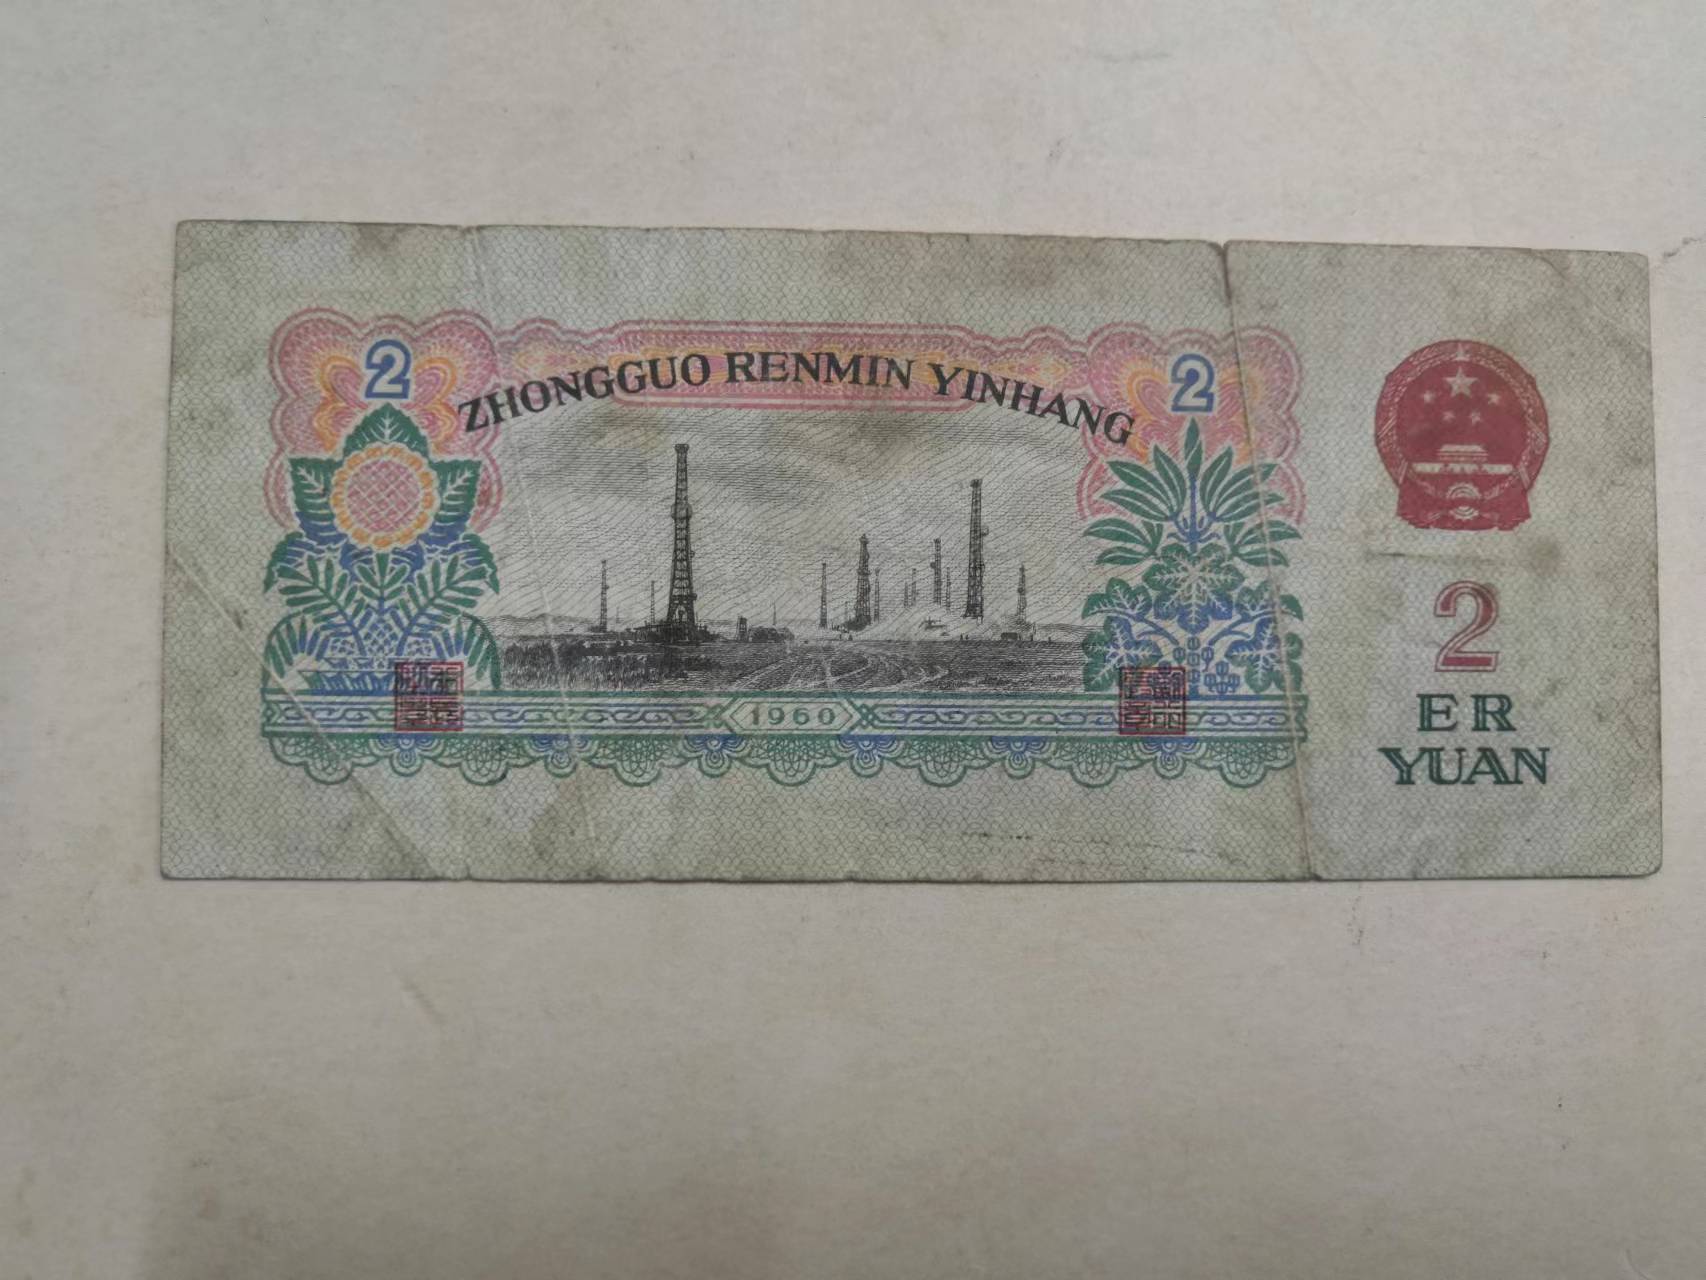 2
ZHONGGUO RENMIN YINHANG
2
1960
2
ER
YUAN